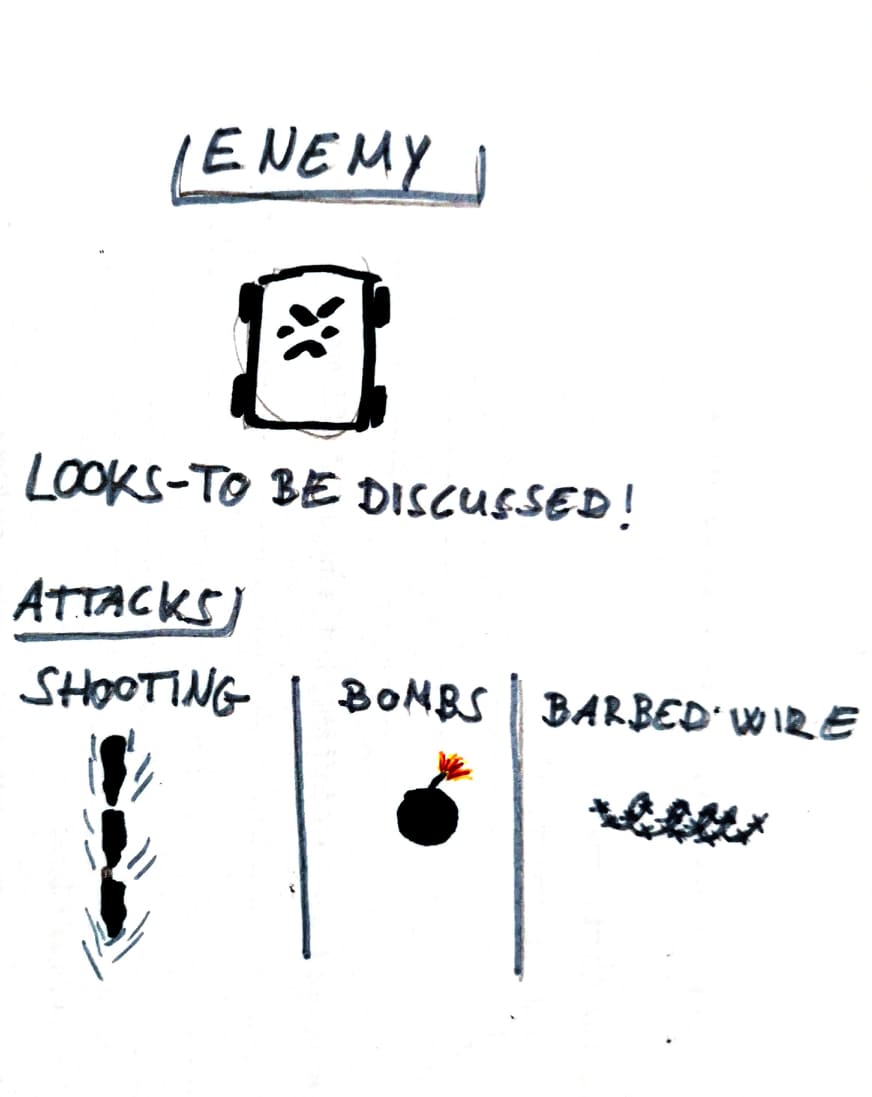 ENEMY
LOOKS-TO BE DISCUSSED!
ATTACKS
SHOOTING
BOMBS
BARBED WIRE